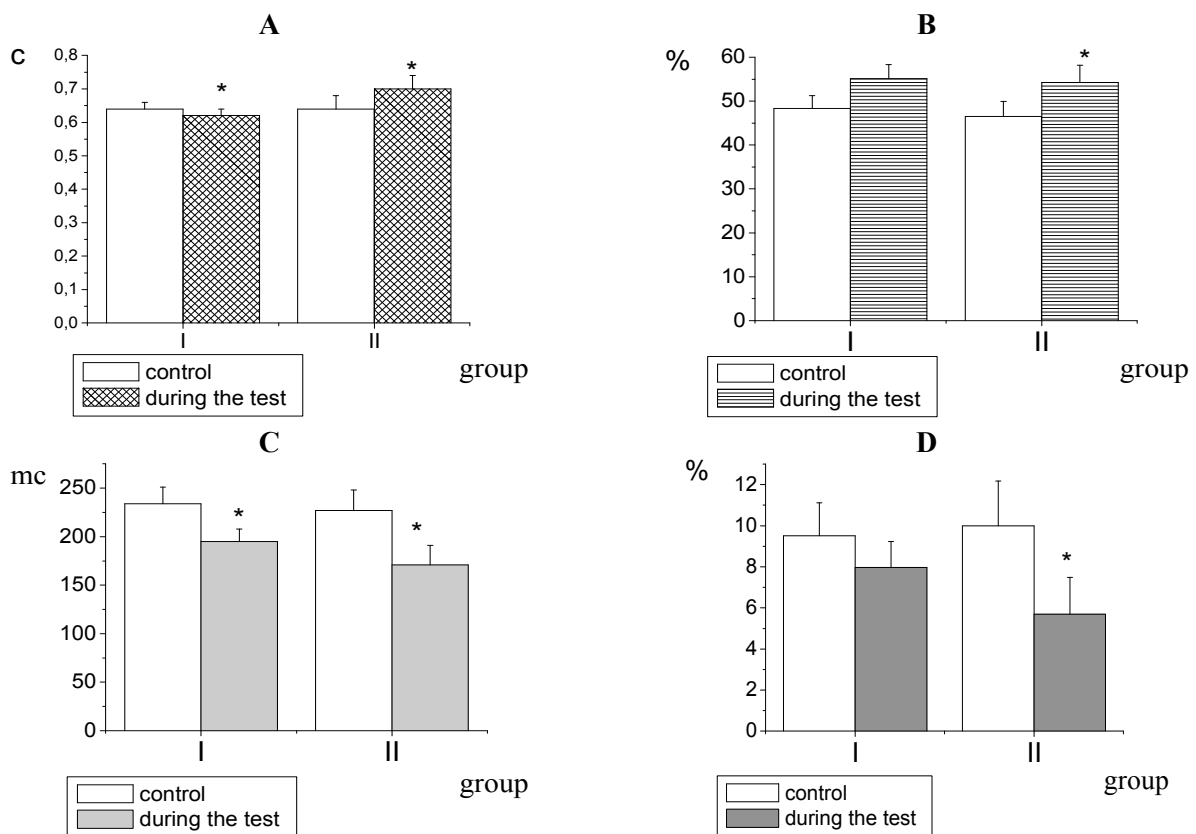 A
c
0,8
0,7
0,6
0,5
0,4
0,3
0,2
0,1
0,0
*
*
I
II
group
control
during the test
B
%
60
50
40
30
20
10
0
*
I
II
group
control
during the test
C
mc
250
200
150
100
50
0
*
*
I
II
group
control
during the test
D
%
12
10
8
6
4
2
0
*
I
II
group
control
during the test